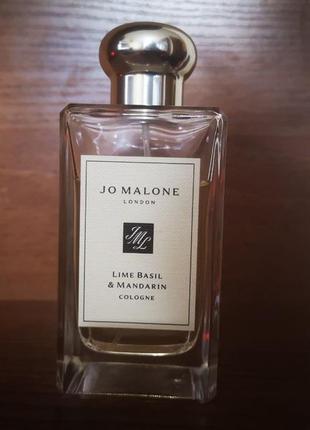 JO MALONE
LONDON
JML
LIME BASIL
& MANDARIN
COLOGNE